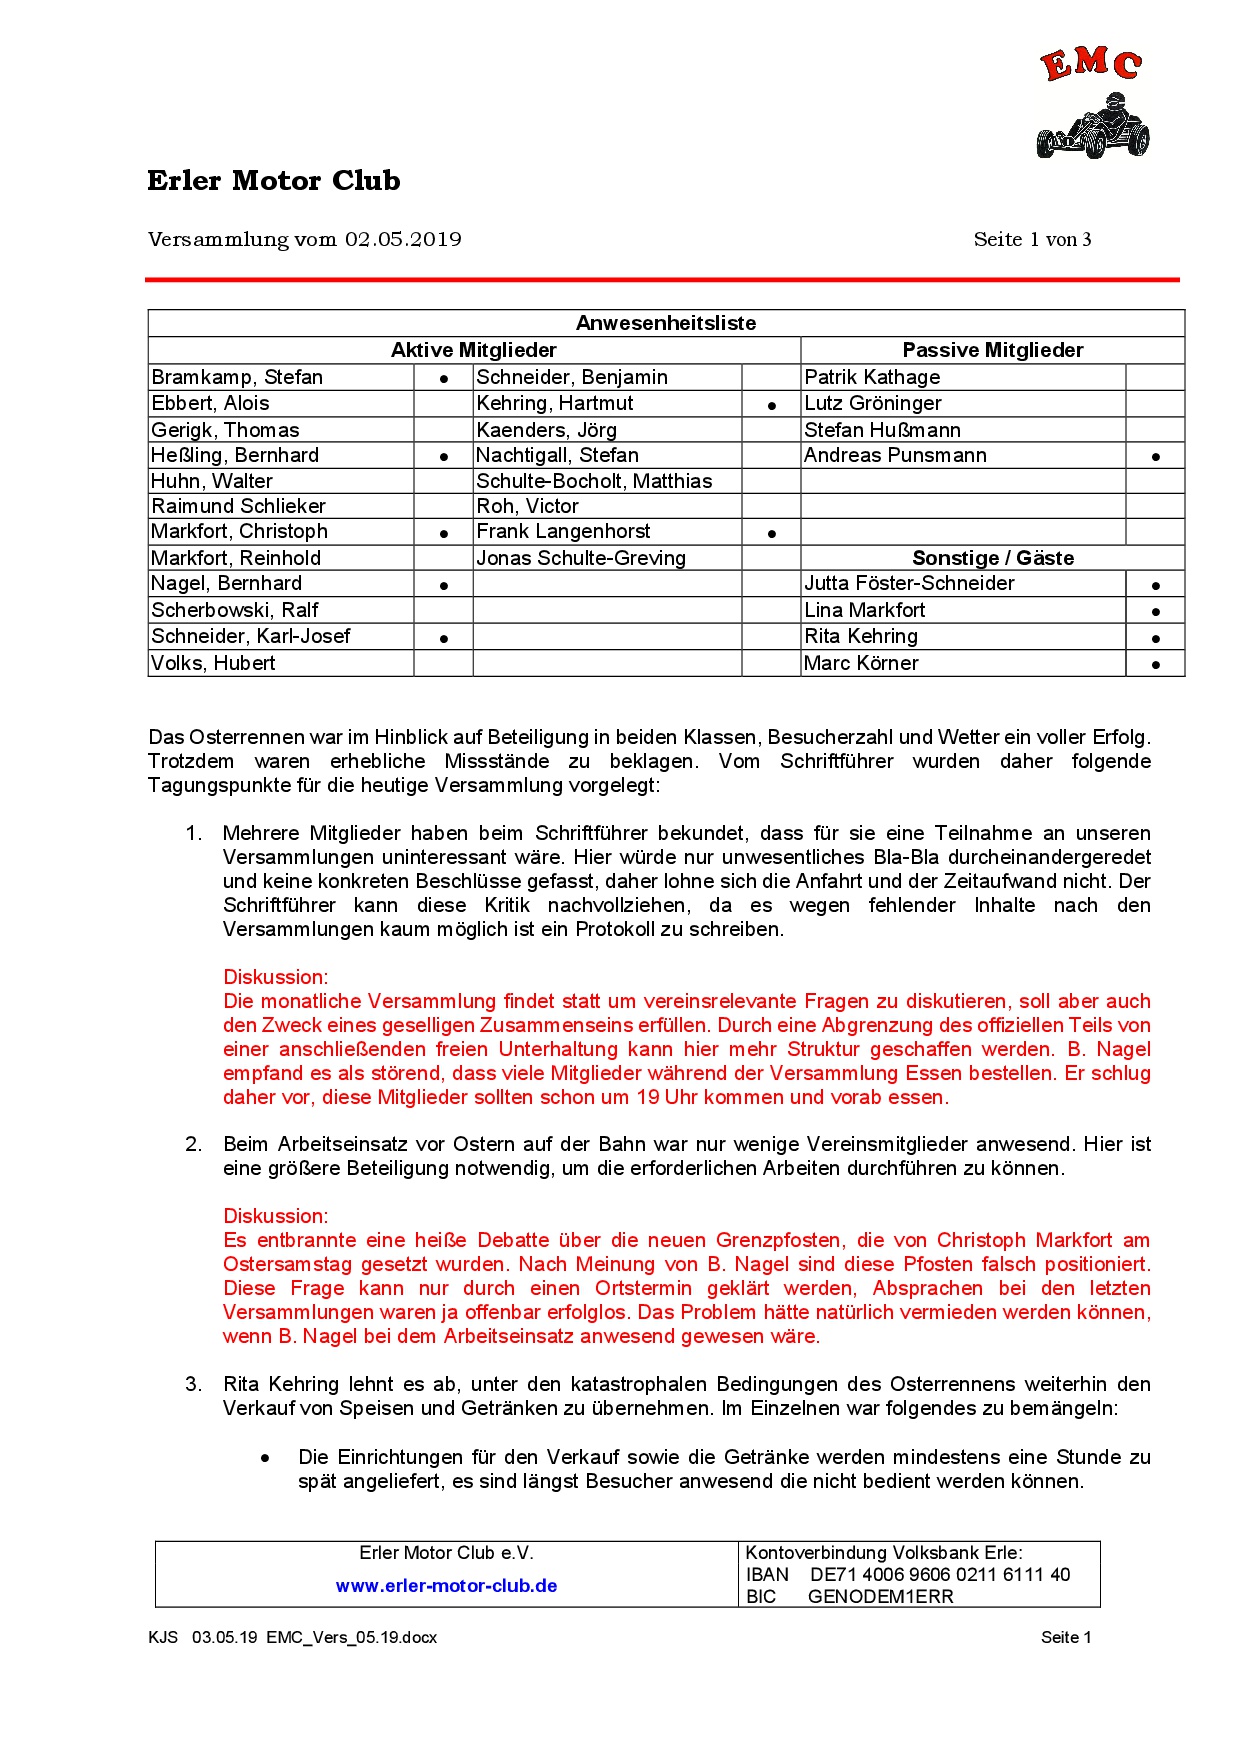 EMC
Erler Motor Club
Versammlung vom 02.05.2019 Seite 1 von 3
Anwesenheitsliste
Aktive Mitglieder Passive Mitglieder
Bramkamp, Stefan ● Schneider, Benjamin Patrik Kathage
Ebbert, Alois Kehring, Hartmut ● Lutz Gröninger
Gerigk, Thomas Kaenders, Jörg Stefan Hußmann
Heßling, Bernhard ● Nachtigall, Stefan Andreas Punsmann ●
Huhn, Walter Schulte-Bocholt, Matthias
Raimund Schlieker Roh, Victor
Markfort, Christoph ● Frank Langenhorst ●
Markfort, Reinhold Jonas Schulte-Greving Sonstige / Gäste
Nagel, Bernhard ● Jutta Föster-Schneider ●
Scherbowski, Ralf Lina Markfort ●
Schneider, Karl-Josef ● Rita Kehring ●
Volks, Hubert Marc Körner ●
Das Osterrennen war im Hinblick auf Beteiligung in beiden Klassen, Besucherzahl und Wetter ein voller Erfolg.
Trotzdem waren erhebliche Missstände zu beklagen. Vom Schriftführer wurden daher folgende
Tagungspunkte für die heutige Versammlung vorgelegt:
1. Mehrere Mitglieder haben beim Schriftführer bekundet, dass für sie eine Teilnahme an unseren
Versammlungen uninteressant wäre. Hier würde nur unwesentliches Bla-Bla durcheinandergeredet
und keine konkreten Beschlüsse gefasst, daher lohne sich die Anfahrt und der Zeitaufwand nicht. Der
Schriftführer kann diese Kritik nachvollziehen, da es wegen fehlender Inhalte nach den
Versammlungen kaum möglich ist ein Protokoll zu schreiben.
Diskussion:
Die monatliche Versammlung findet statt um vereinsrelevante Fragen zu diskutieren, soll aber auch
den Zweck eines geselligen Zusammenseins erfüllen. Durch eine Abgrenzung des offiziellen Teils von
einer anschließenden freien Unterhaltung kann hier mehr Struktur geschaffen werden. B. Nagel
empfand es als störend, dass viele Mitglieder während der Versammlung Essen bestellen. Er schlug
daher vor, diese Mitglieder sollten schon um 19 Uhr kommen und vorab essen.
2. Beim Arbeitseinsatz vor Ostern auf der Bahn war nur wenige Vereinsmitglieder anwesend. Hier ist
eine größere Beteiligung notwendig, um die erforderlichen Arbeiten durchführen zu können.
Diskussion:
Es entbrannte eine heiße Debatte über die neuen Grenzpfosten, die von Christoph Markfort am
Ostersamstag gesetzt wurden. Nach Meinung von B. Nagel sind diese Pfosten falsch positioniert.
Diese Frage kann nur durch einen Ortstermin geklärt werden, Absprachen bei den letzten
Versammlungen waren ja offenbar erfolglos. Das Problem hätte natürlich vermieden werden können,
wenn B. Nagel bei dem Arbeitseinsatz anwesend gewesen wäre.
3. Rita Kehring lehnt es ab, unter den katastrophalen Bedingungen des Osterrennens weiterhin den
Verkauf von Speisen und Getränken zu übernehmen. Im Einzelnen war folgendes zu bemängeln:
● Die Einrichtungen für den Verkauf sowie die Getränke werden mindestens eine Stunde zu
spät angeliefert, es sind längst Besucher anwesend die nicht bedient werden können.
Erler Motor Club e.V. Kontoverbindung Volksbank Erle:
www.erler-motor-club.de IBAN DE71 4006 9606 0211 6111 40
BIC GENODEM1ERR
KJS 03.05.19 EMC_Vers_05.19.docx Seite 1